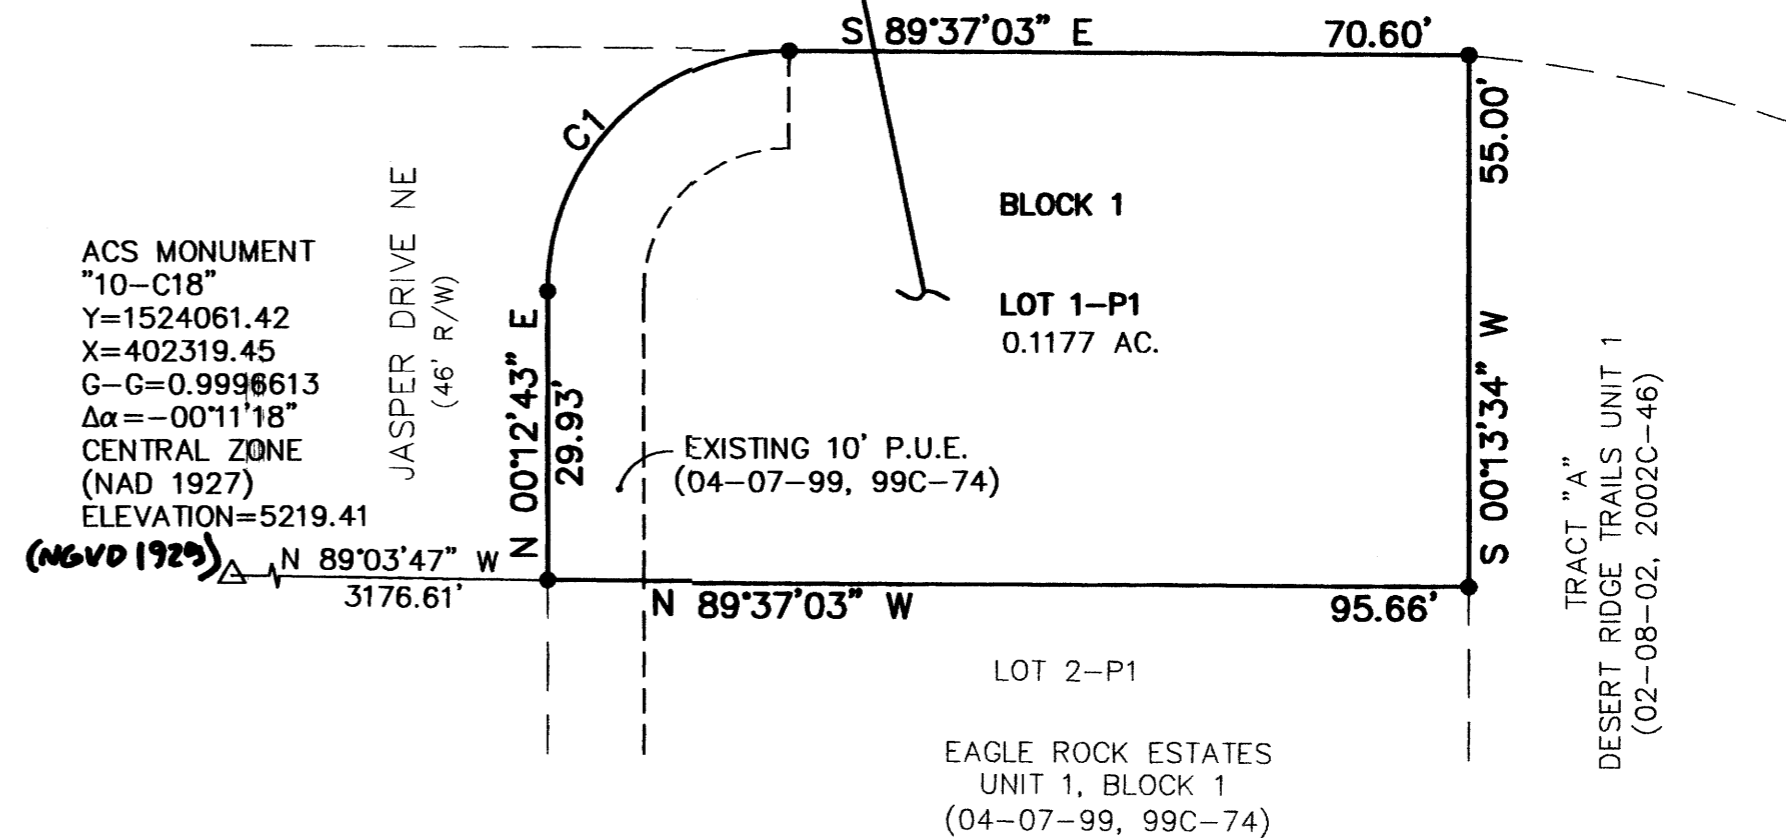 S 89°37'03" E 70.60'
C1
55.00'
S 00°13'34" W
BLOCK 1
LOT 1-P1
0.1177 AC.
JASPER DRIVE NE
(46' R/W)
ACS MONUMENT
"10-C18"
Y=1524061.42
X=402319.45
G-G=0.9996613
Δα=-00°11'18"
CENTRAL ZONE
(NAD 1927)
ELEVATION=5219.41
(NGVD 1929)
N 89°03'47" W
3176.61'
N 00°12'43" E
29.93'
EXISTING 10' P.U.E.
(04-07-99, 99C-74)
N 89°37'03" W 95.66'
TRACT "A"
DESERT RIDGE TRAILS UNIT 1
(02-08-02, 2002C-46)
LOT 2-P1
EAGLE ROCK ESTATES
UNIT 1, BLOCK 1
(04-07-99, 99C-74)